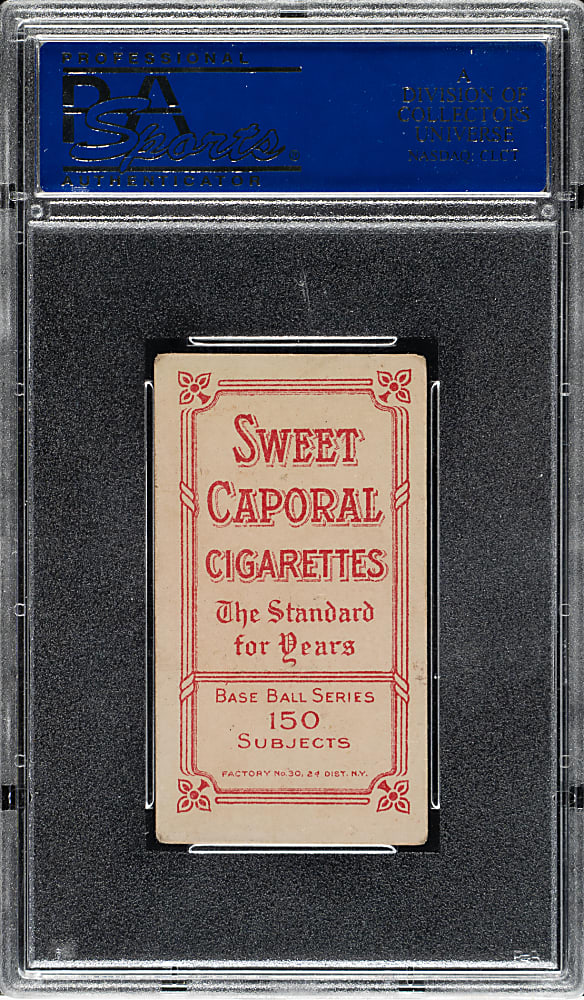 PROFESSIONAL
PSA
Sports®
AUTHENTICATOR
A
DIVISION OF
COLLECTORS
UNIVERSE
NASDAQ: CLCT
SWEET
CAPORAL
CIGARETTES
The Standard
for Years
BASE BALL SERIES
150
SUBJECTS
FACTORY No. 30, 24 DIST. N.Y.
PSA